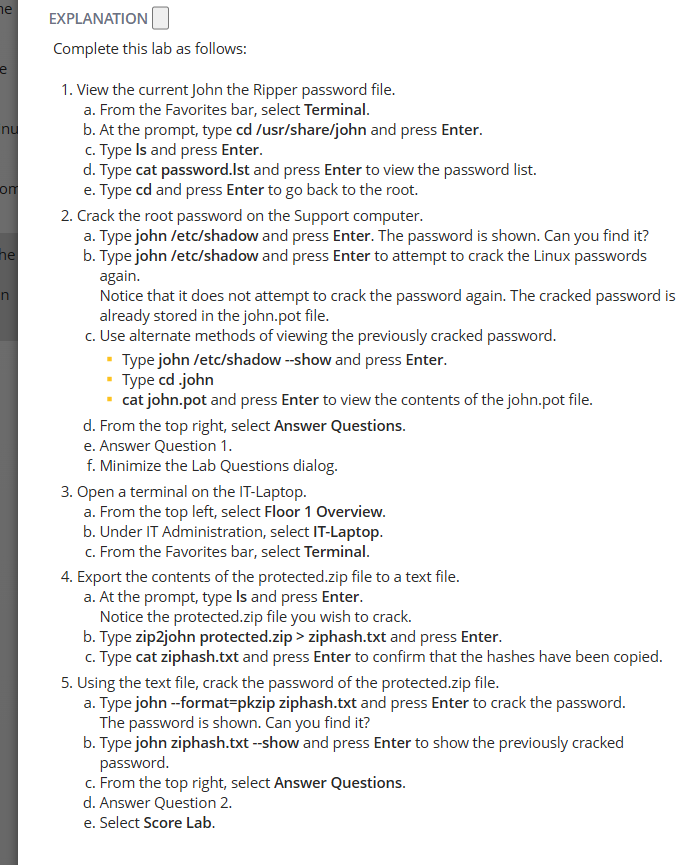 EXPLANATION
Complete this lab as follows:
1. View the current John the Ripper password file.
a. From the Favorites bar, select Terminal.
b. At the prompt, type cd /usr/share/john and press Enter.
c. Type ls and press Enter.
d. Type cat password.lst and press Enter to view the password list.
e. Type cd and press Enter to go back to the root.
2. Crack the root password on the Support computer.
a. Type john /etc/shadow and press Enter. The password is shown. Can you find it?
b. Type john /etc/shadow and press Enter to attempt to crack the Linux passwords
again.
Notice that it does not attempt to crack the password again. The cracked password is
already stored in the john.pot file.
c. Use alternate methods of viewing the previously cracked password.
▪ Type john /etc/shadow --show and press Enter.
▪ Type cd .john
▪ cat john.pot and press Enter to view the contents of the john.pot file.
d. From the top right, select Answer Questions.
e. Answer Question 1.
f. Minimize the Lab Questions dialog.
3. Open a terminal on the IT-Laptop.
a. From the top left, select Floor 1 Overview.
b. Under IT Administration, select IT-Laptop.
c. From the Favorites bar, select Terminal.
4. Export the contents of the protected.zip file to a text file.
a. At the prompt, type ls and press Enter.
Notice the protected.zip file you wish to crack.
b. Type zip2john protected.zip > ziphash.txt and press Enter.
c. Type cat ziphash.txt and press Enter to confirm that the hashes have been copied.
5. Using the text file, crack the password of the protected.zip file.
a. Type john --format=pkzip ziphash.txt and press Enter to crack the password.
The password is shown. Can you find it?
b. Type john ziphash.txt --show and press Enter to show the previously cracked
password.
c. From the top right, select Answer Questions.
d. Answer Question 2.
e. Select Score Lab.